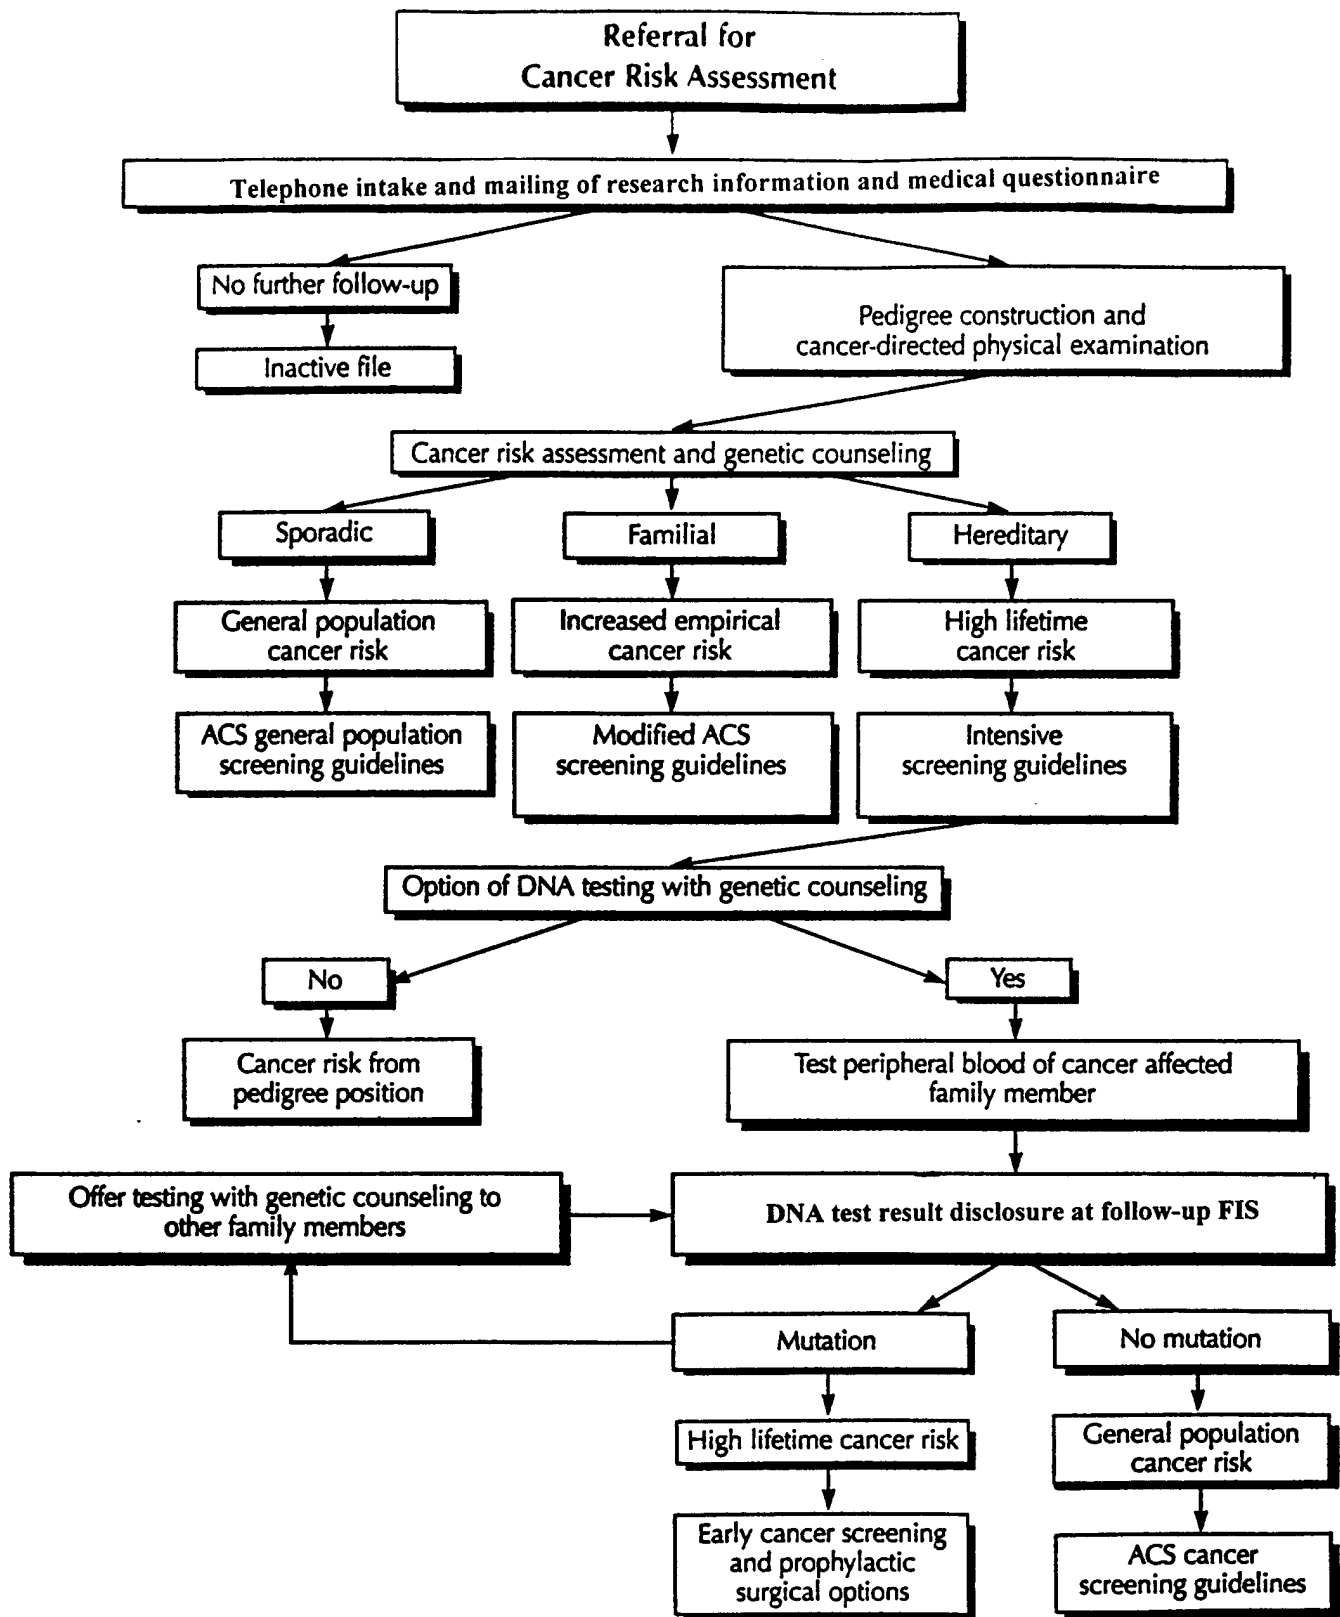 Referral for
Cancer Risk Assessment
Telephone intake and mailing of research information and medical questionnaire
No further follow-up
Inactive file
Pedigree construction and
cancer-directed physical examination
Cancer risk assessment and genetic counseling
Sporadic
Familial
Hereditary
General population
cancer risk
Increased empirical
cancer risk
High lifetime
cancer risk
ACS general population
screening guidelines
Modified ACS
screening guidelines
Intensive
screening guidelines
Option of DNA testing with genetic counseling
No
Yes
Cancer risk from
pedigree position
Test peripheral blood of cancer affected
family member
Offer testing with genetic counseling to
other family members
DNA test result disclosure at follow-up FIS
Mutation
No mutation
High lifetime cancer risk
General population
cancer risk
Early cancer screening
and prophylactic
surgical options
ACS cancer
screening guidelines